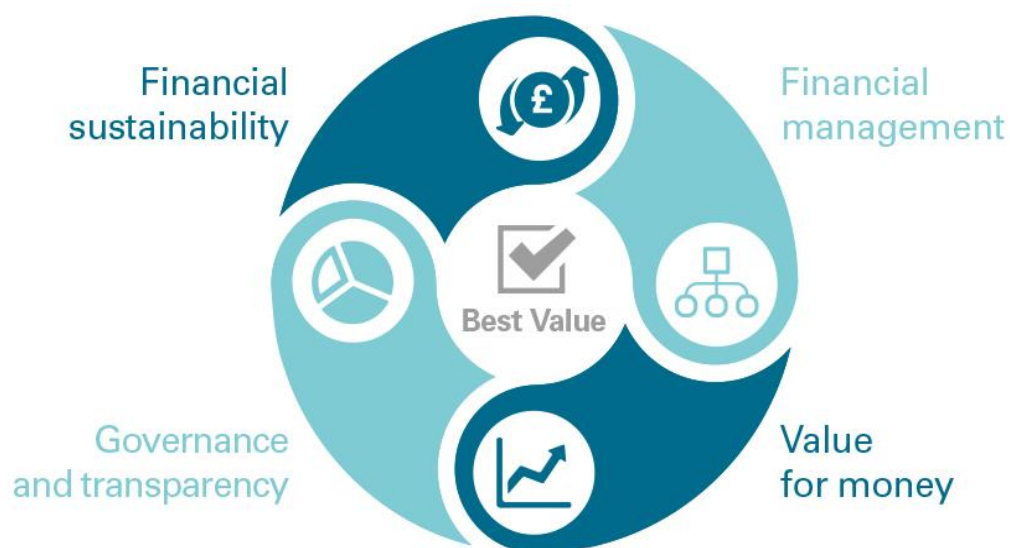 Financial
sustainability
Financial
management
£
Best Value
Governance
and transparency
Value
for money